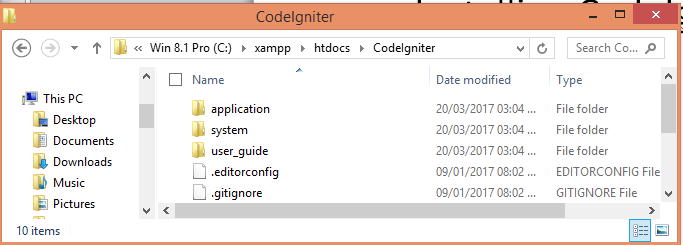 CodeIgniter
Win 8.1 Pro (C:) xampp htdocs CodeIgniter Search Co...
Name Date modified Type
This PC
Desktop
Documents
Downloads
Music
Pictures
application 20/03/2017 03:04 ... File folder
system 20/03/2017 03:04 ... File folder
user_guide 20/03/2017 03:04 ... File folder
.editorconfig 09/01/2017 08:02 ... EDITORCONFIG File
.gitignore 09/01/2017 08:02 ... GITIGNORE File
10 items